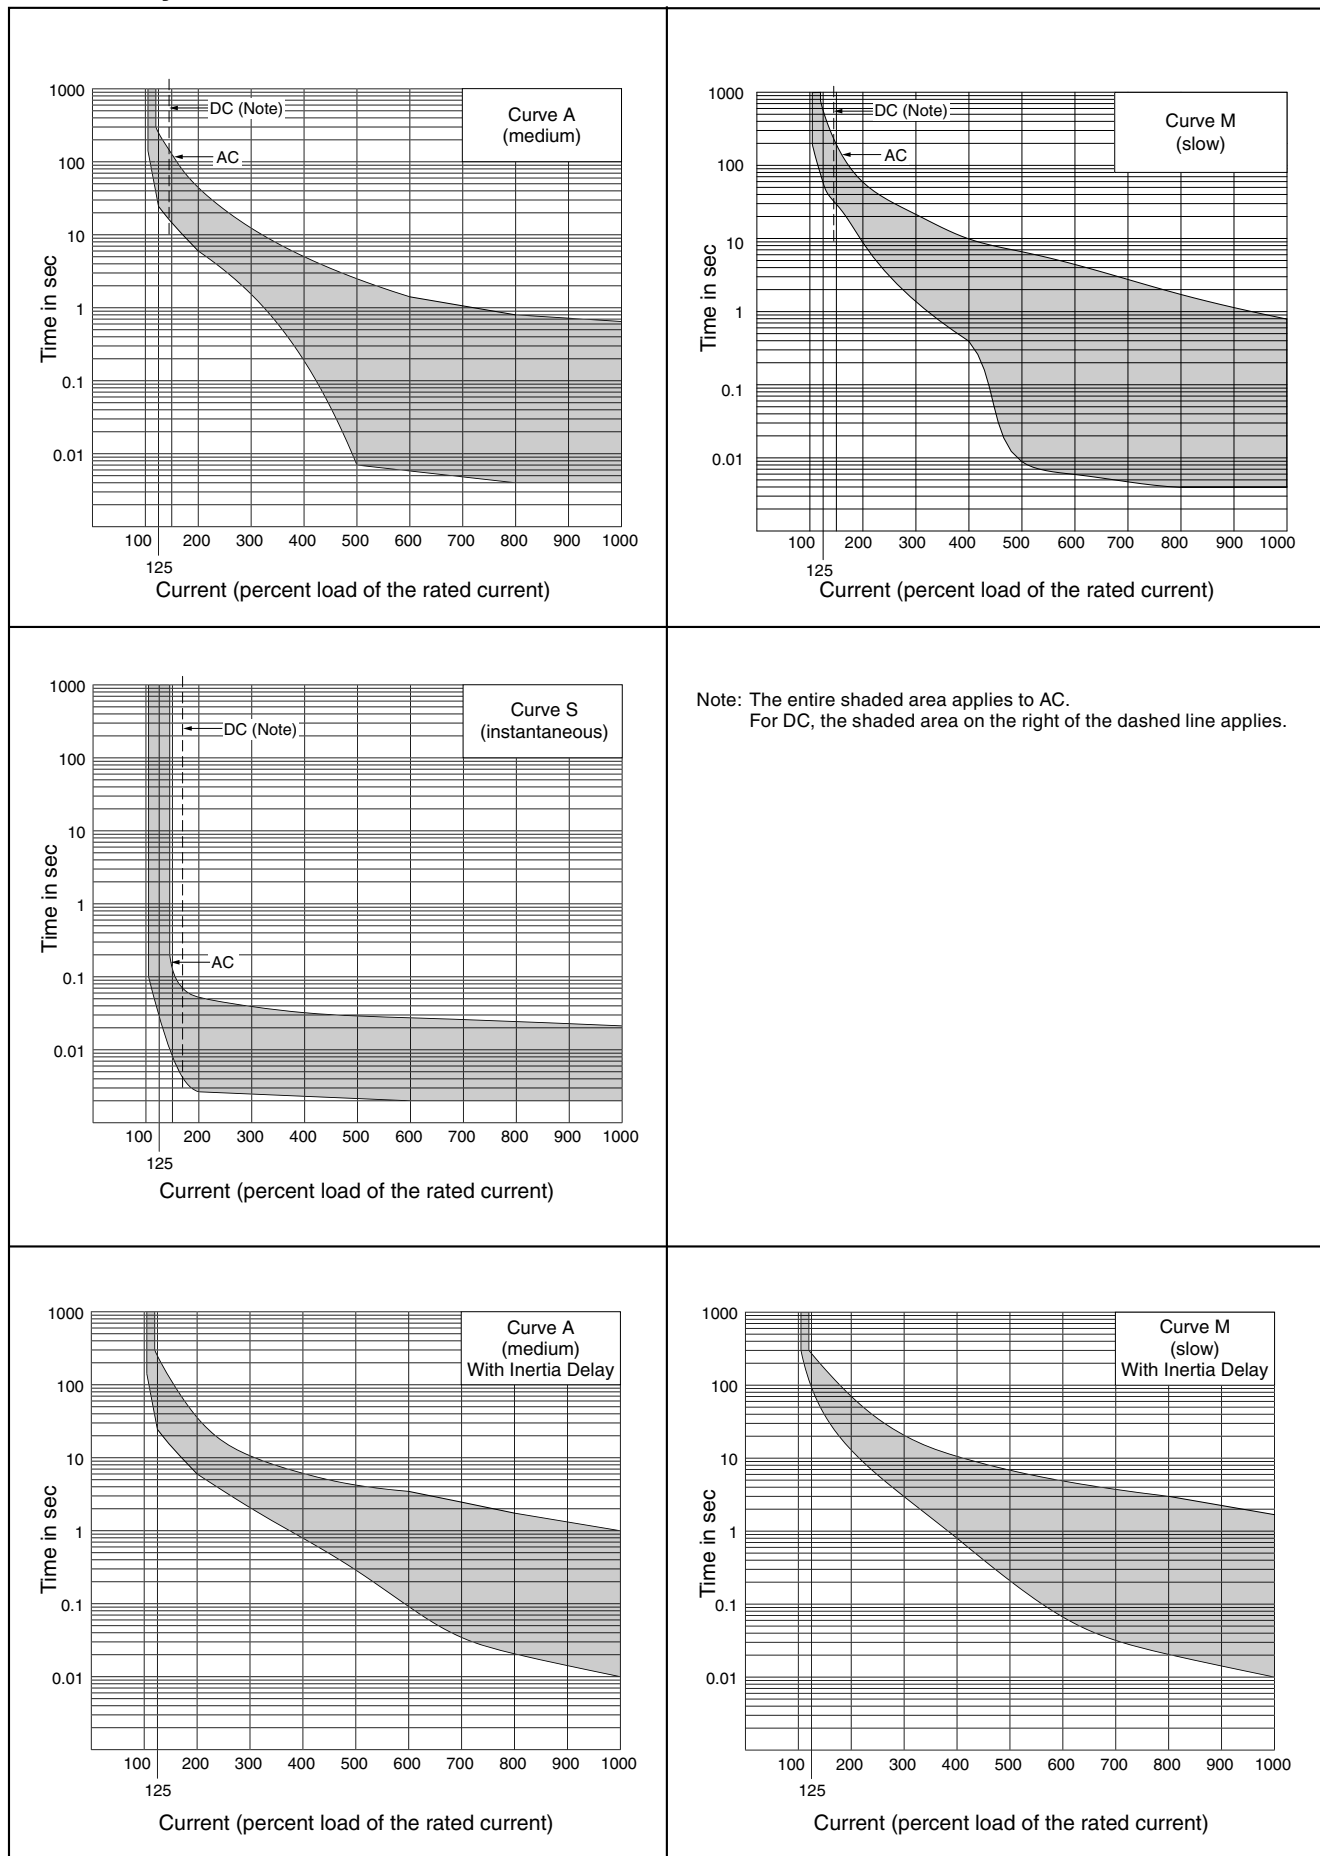 1000
100
10
1
0.1
0.01
Time in sec
DC (Note)
AC
Curve A
(medium)
100 200 300 400 500 600 700 800 900 1000
125
Current (percent load of the rated current)
1000
100
10
1
0.1
0.01
Time in sec
DC (Note)
AC
Curve M
(slow)
100 200 300 400 500 600 700 800 900 1000
125
Current (percent load of the rated current)
1000
100
10
1
0.1
0.01
Time in sec
DC (Note)
AC
Curve S
(instantaneous)
100 200 300 400 500 600 700 800 900 1000
125
Current (percent load of the rated current)
Note: The entire shaded area applies to AC.
For DC, the shaded area on the right of the dashed line applies.
1000
100
10
1
0.1
0.01
Time in sec
Curve A
(medium)
With Inertia Delay
100 200 300 400 500 600 700 800 900 1000
125
Current (percent load of the rated current)
1000
100
10
1
0.1
0.01
Time in sec
Curve M
(slow)
With Inertia Delay
100 200 300 400 500 600 700 800 900 1000
125
Current (percent load of the rated current)